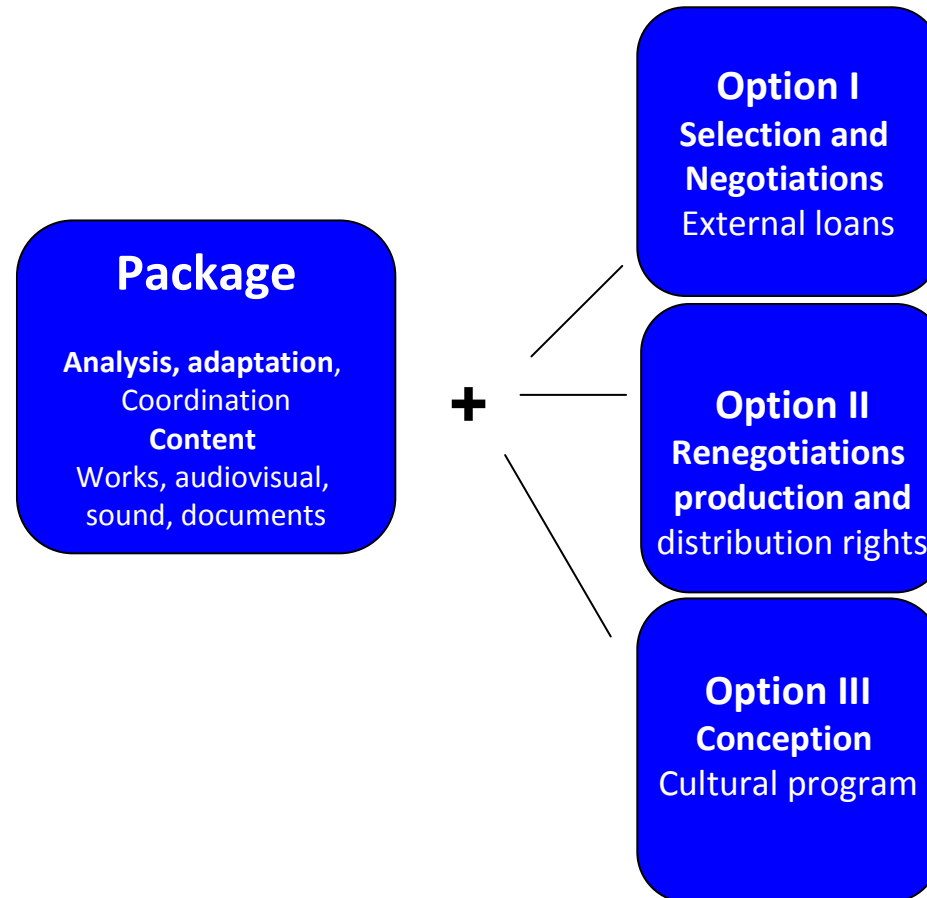 Package
Analysis, adaptation,
Coordination
Content
Works, audiovisual,
sound, documents
+
Option I
Selection and
Negotiations
External loans
Option II
Renegotiations
production and
distribution rights
Option III
Conception
Cultural program